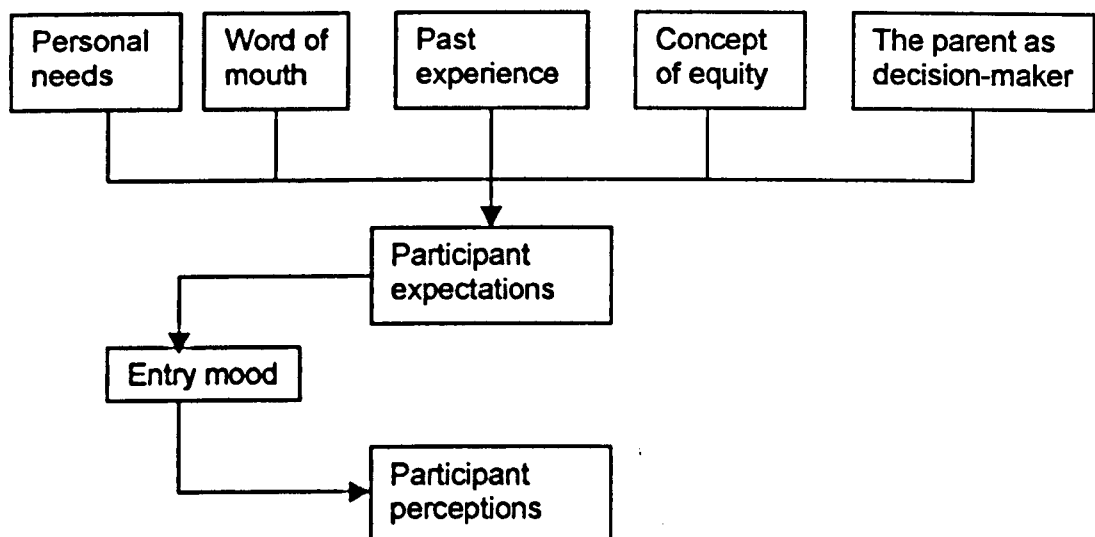 Personal
needs
Word of
mouth
Past
experience
Concept
of equity
The parent as
decision-maker
Participant
expectations
Entry mood
Participant
perceptions